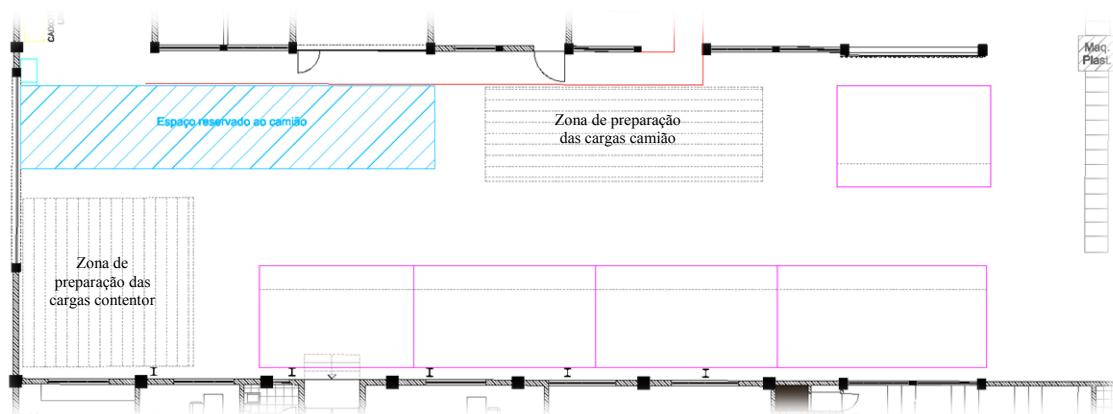 Maq.
Plast.
Espaço reservado ao camião
Zona de preparação
das cargas camião
Zona de
preparação das
cargas contentor